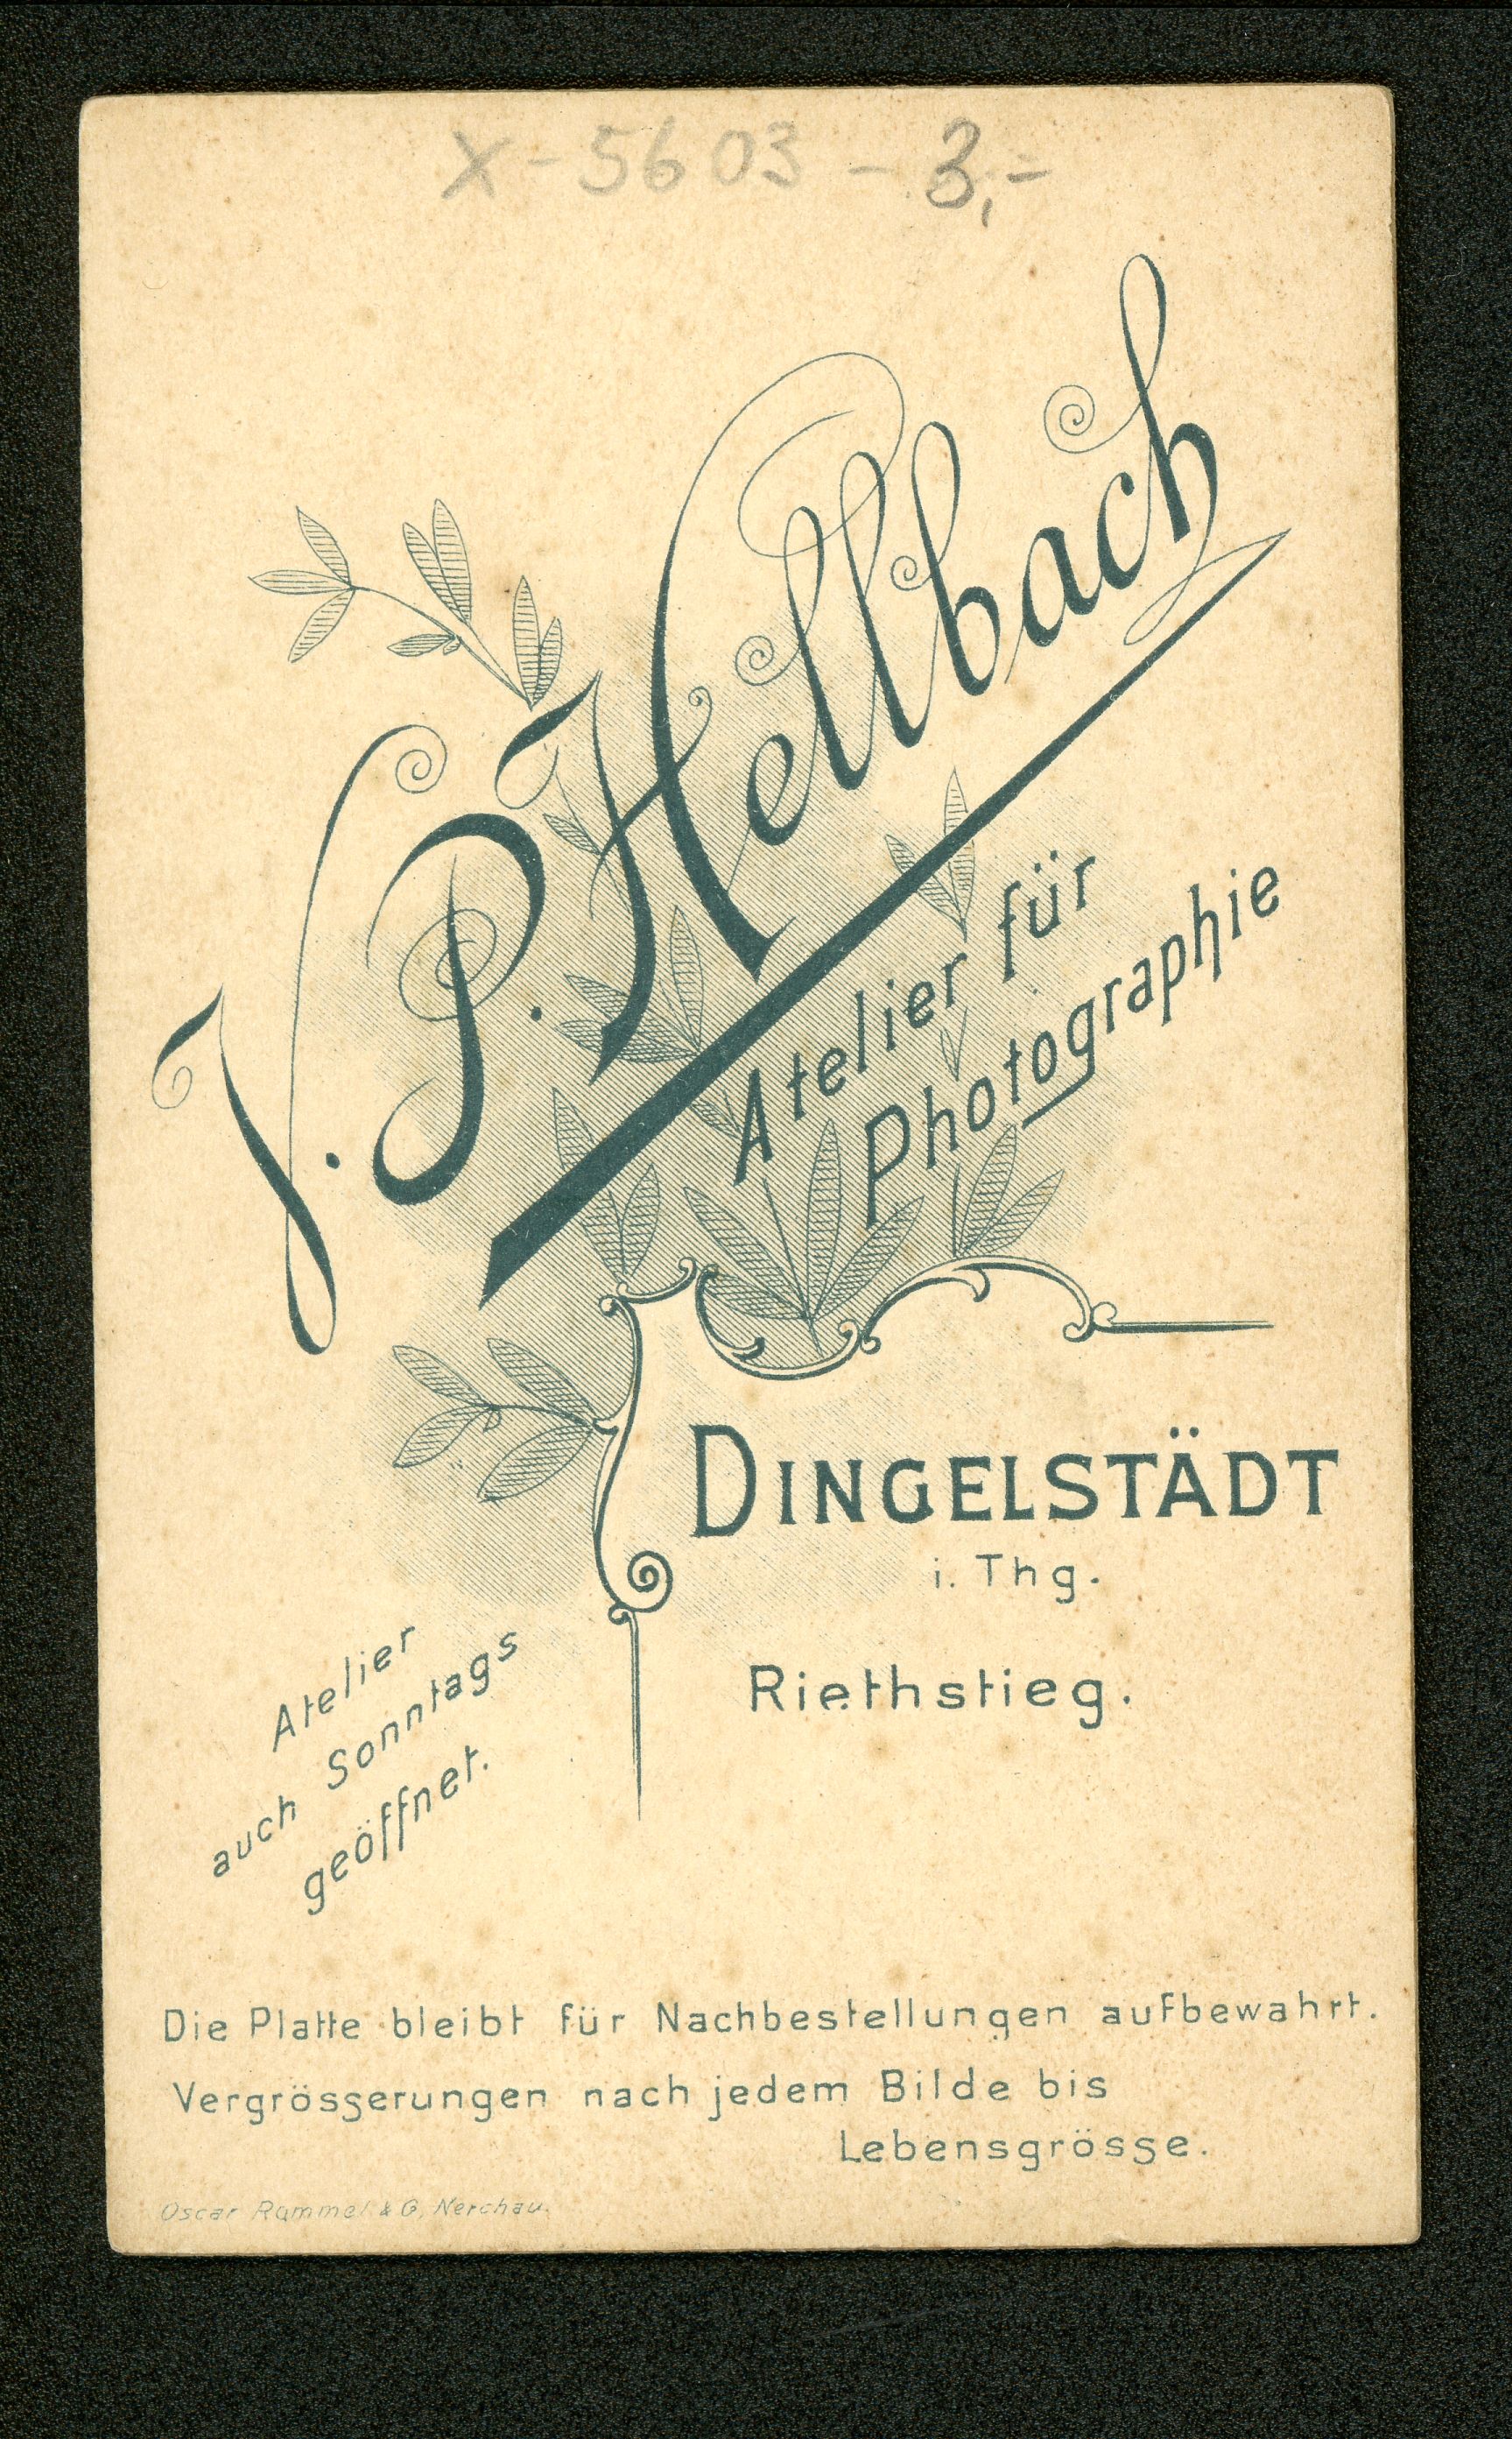 X-5603 - 3,=
V. P. Hellbach
Atelier für
Photographie
DINGELSTÄDT
i. Thg.
Riethstieg.
Atelier
auch Sonntags
geöffnet.
Die Platte bleibt für Nachbestellungen aufbewahrt.
Vergrösserungen nach jedem Bilde bis
Lebensgrösse.
Oscar Rammel & G, Nerchau.